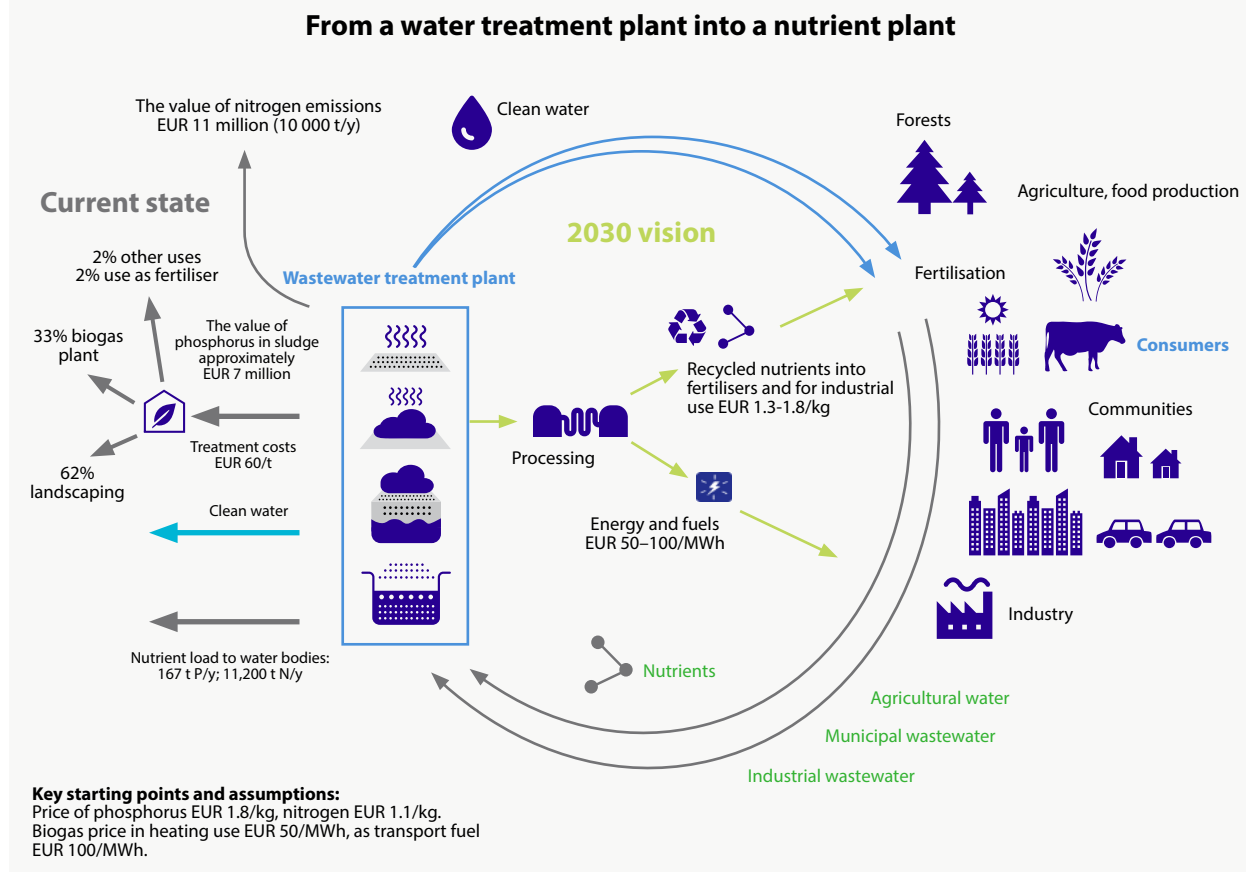 From a water treatment plant into a nutrient plant
The value of nitrogen emissions
EUR 11 million (10 000 t/y)
Clean water
Forests
Agriculture, food production
Current state
2030 vision
2% other uses
2% use as fertiliser
Wastewater treatment plant
Fertilisation
33% biogas
plant
The value of
phosphorus in sludge
approximately
EUR 7 million
Consumers
Recycled nutrients into
fertilisers and for industrial
use EUR 1.3-1.8/kg
Communities
Treatment costs
EUR 60/t
Processing
62%
landscaping
Clean water
Energy and fuels
EUR 50–100/MWh
Industry
Nutrient load to water bodies:
167 t P/y; 11,200 t N/y
Nutrients
Agricultural water
Municipal wastewater
Industrial wastewater
Key starting points and assumptions:
Price of phosphorus EUR 1.8/kg, nitrogen EUR 1.1/kg.
Biogas price in heating use EUR 50/MWh, as transport fuel
EUR 100/MWh.